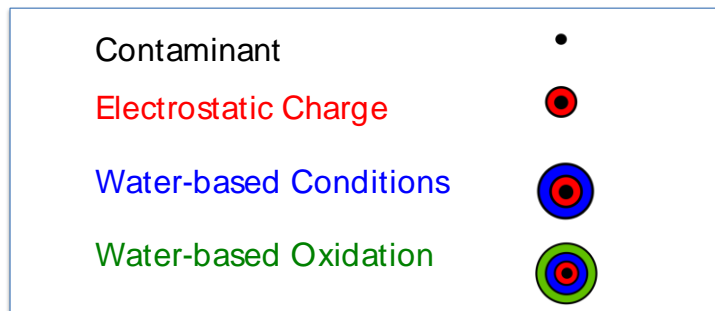 Contaminant
Electrostatic Charge
Water-based Conditions
Water-based Oxidation